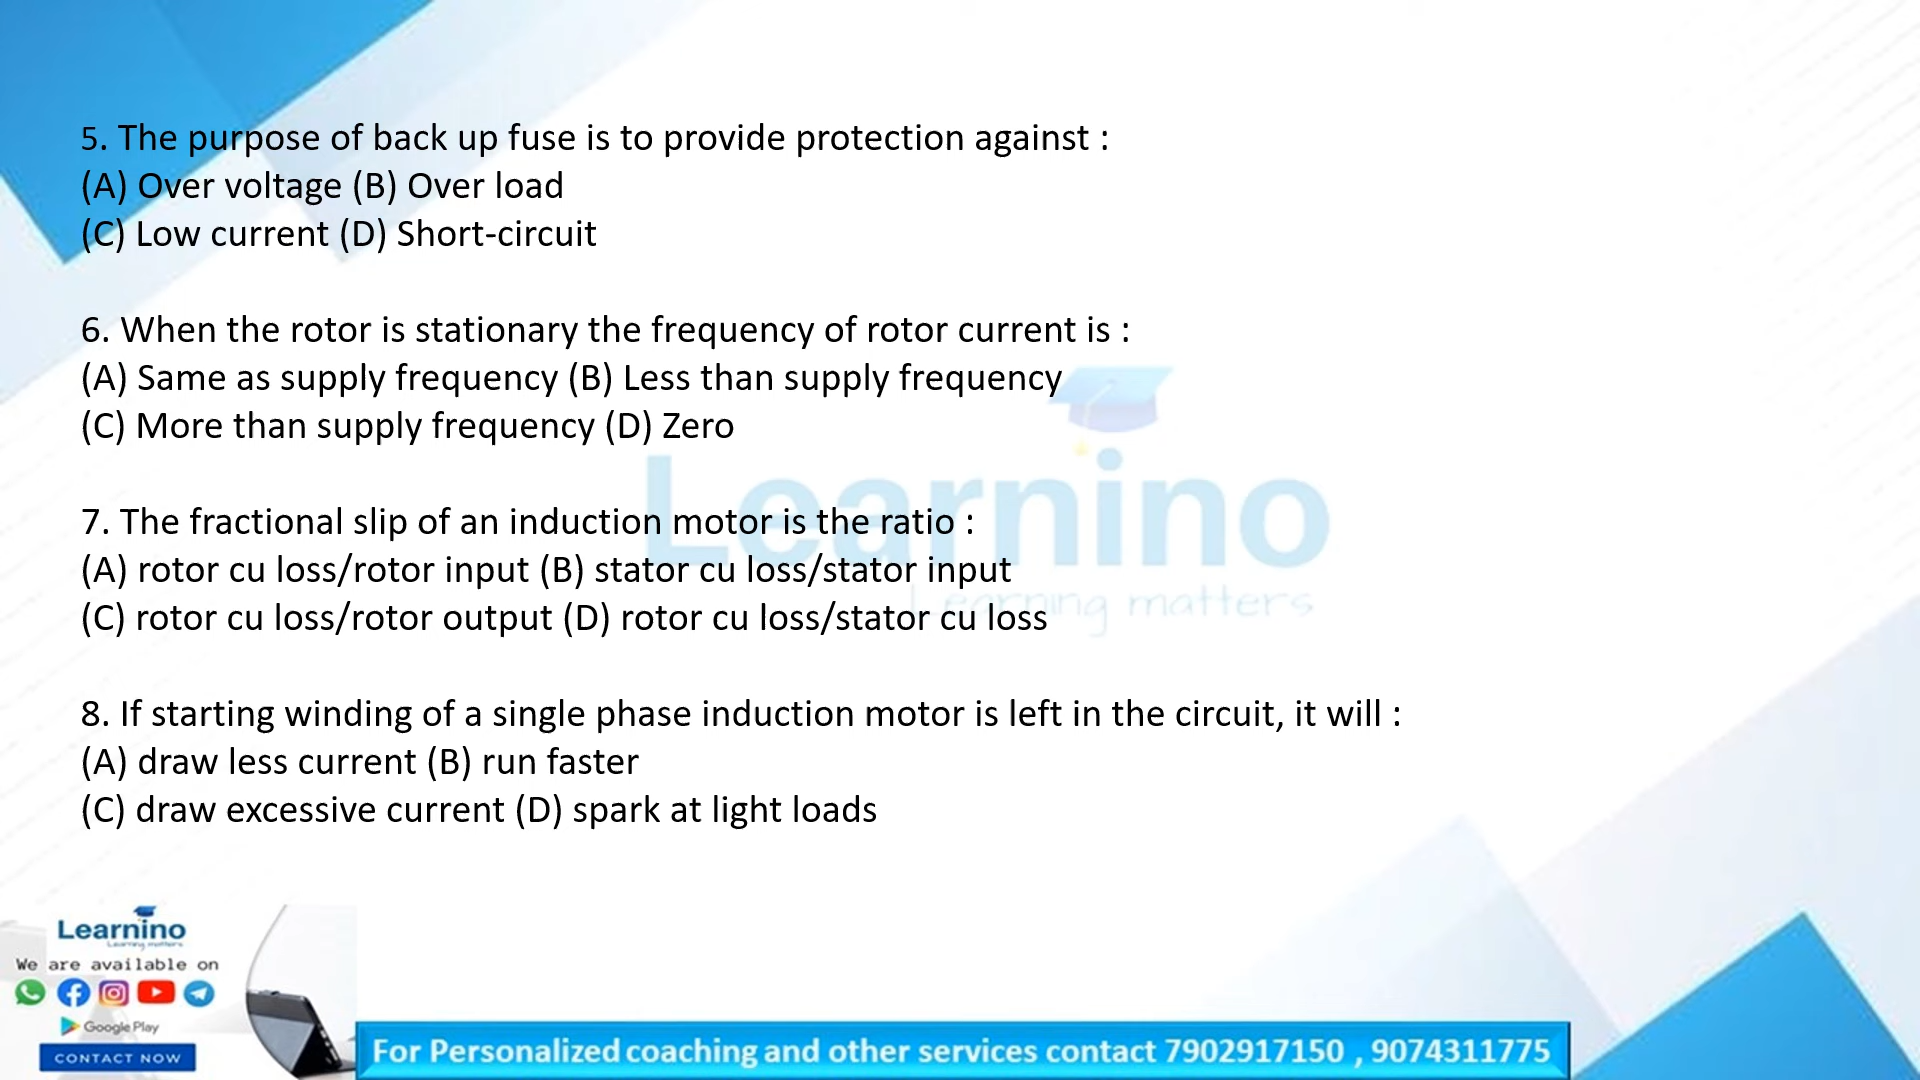 5. The purpose of back up fuse is to provide protection against :
(A) Over voltage (B) Over load
(C) Low current (D) Short-circuit
6. When the rotor is stationary the frequency of rotor current is :
(A) Same as supply frequency (B) Less than supply frequency
(C) More than supply frequency (D) Zero
7. The fractional slip of an induction motor is the ratio :
(A) rotor cu loss/rotor input (B) stator cu loss/stator input
(C) rotor cu loss/rotor output (D) rotor cu loss/stator cu loss
8. If starting winding of a single phase induction motor is left in the circuit, it will :
(A) draw less current (B) run faster
(C) draw excessive current (D) spark at light loads
Learnino
Learning matters
Learnino
Learning matters
We are available on
Google Play
CONTACT NOW
For Personalized coaching and other services contact 7902917150 , 9074311775